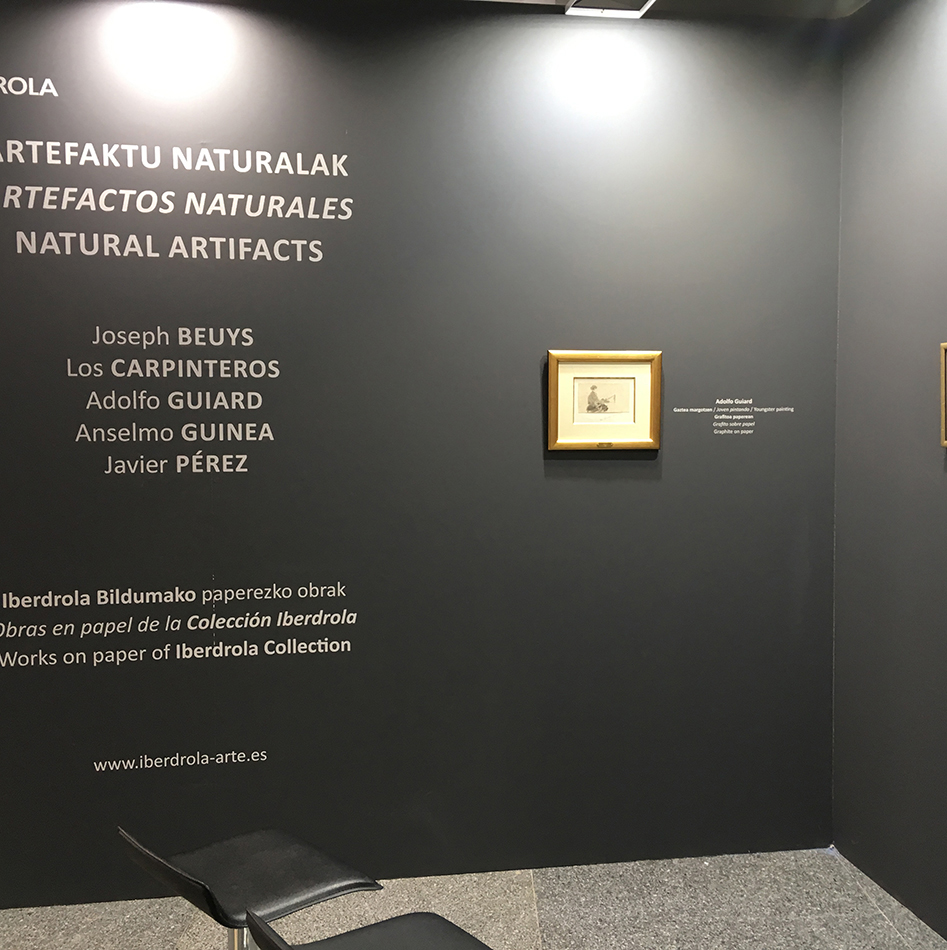 ROLA
ARTEFAKTU NATURALAK
ARTEFACTOS NATURALES
NATURAL ARTIFACTS
Joseph BEUYS
Los CARPINTEROS
Adolfo GUIARD
Anselmo GUINEA
Javier PÉREZ
Iberdrola Bildumako paperezko obrak
Obras en papel de la Colección Iberdrola
Works on paper of Iberdrola Collection
www.iberdrola-arte.es
Adolfo Guiard
Gaztea margotzen / Joven pintando / Youngster painting
Grafitoa paperean
Grafito sobre papel
Graphite on paper